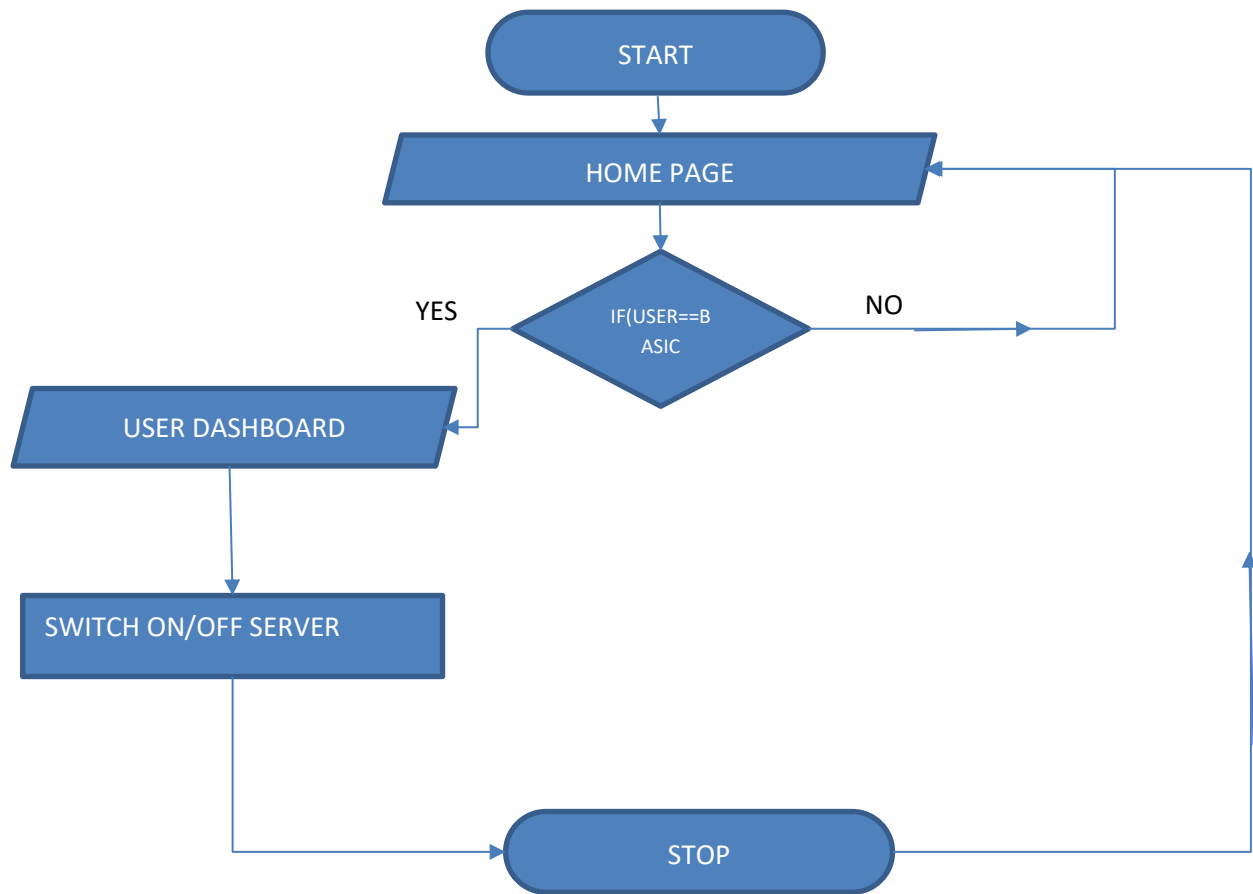 START
HOME PAGE
YES
IF(USER==B
ASIC
NO
USER DASHBOARD
SWITCH ON/OFF SERVER
STOP